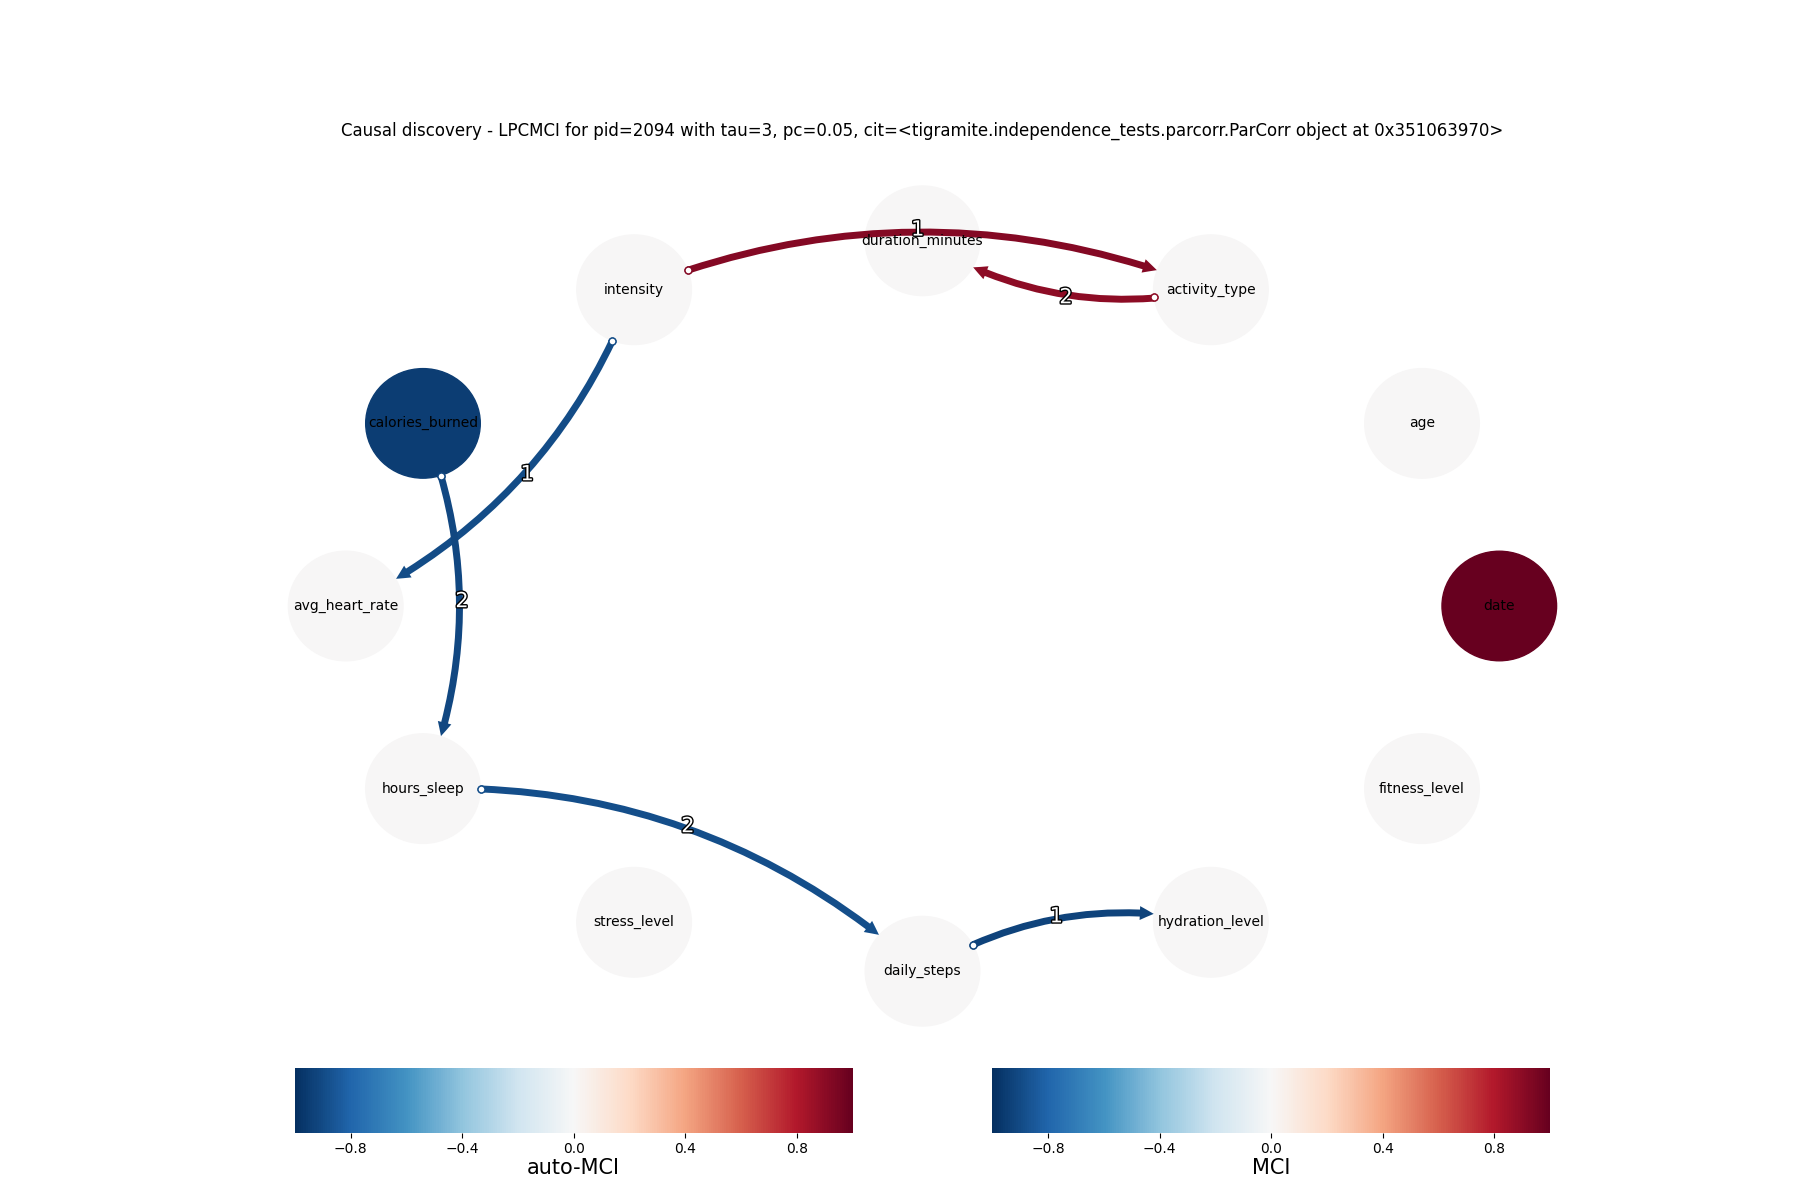 Causal discovery - LPCMCI for pid=2094 with tau=3, pc=0.05, cit=<tigramite.independence_tests.parcorr.ParCorr object at 0x351063970>
1
duration_minutes
intensity
2
activity_type
calories_burned
age
1
2
avg_heart_rate
date
hours_sleep
fitness_level
2
stress_level
1
hydration_level
daily_steps
−0.8 −0.4 0.0 0.4 0.8
auto-MCI
−0.8 −0.4 0.0 0.4 0.8
MCI